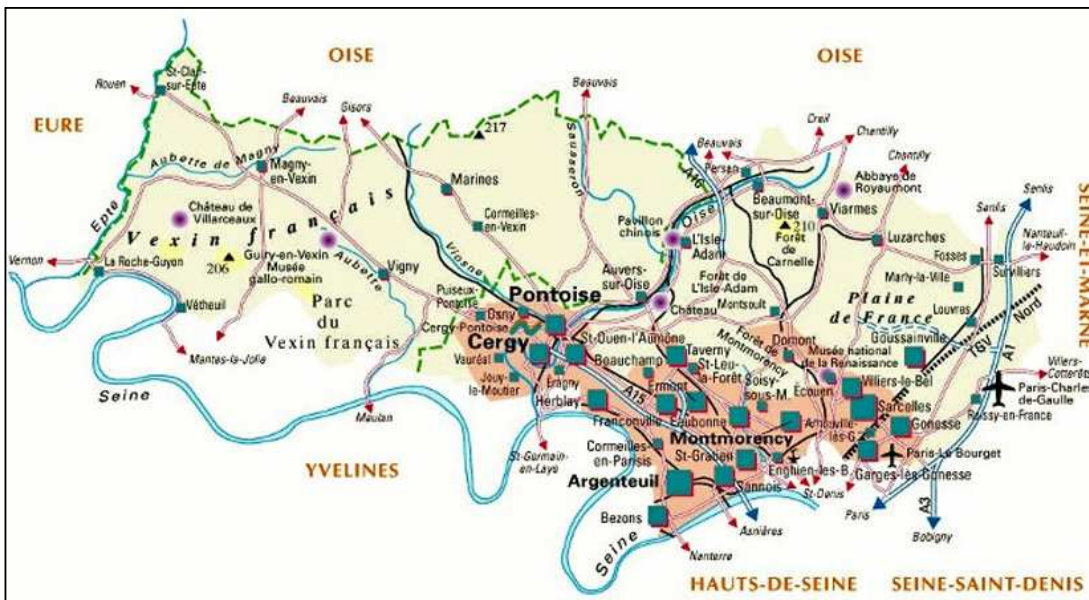 OISE
OISE
EURE
Rouen
St-Clair-
sur-Epte
Beauvais
Gisors
Beauvais
217
Aubette de Magny
Magny-
en-Vexin
Epte
Château de
Villarceaux
Vexin français
206
Guiry-en-Vexin
Musée
gallo-romain
Aubette
Vernon
La Roche-Guyon
Vétheuil
Mantes-la-Jolie
Seine
Parc
du
Vexin français
Vigny
Marines
Cormeilles-
en-Vexin
Viosne
Sausseron
Meulan
YVELINES
Beauvais
Persan
A16
Oise
Creil
Chantilly
Chantilly
Abbaye de
Royaumont
Beaumont-
sur-Oise
Viarmes
210
Forêt
de
Carnelle
Luzarches
Pavillon
chinois
L'Isle-
Adam
Auvers-
sur-Oise
Château
Forêt de
L'Isle-Adam
Montsoult
Senlis
Senlis
SEINE-ET-MARNE
Nanteuil-
le-Haudoin
Fosses
Survilliers
Marly-la-Ville
Louvres
Plaine
de France
Nord
TGV
A1
Puiseux-
Pontoise
Osny
Pontoise
Cergy-Pontoise
Cergy
Vauréal
Jouy-
le-Moutier
Eragny
St-Ouen-l'Aumône
Beauchamp
A15
Herblay
Taverny
St-Leu-
la-Forêt
Ermont
Franconville
Eaubonne
Soisy-
sous-M.
Forêt de
Montmorency
Domont
Musée national
de la Renaissance
Écouen
Goussainville
Villiers-le-Bel
Sarcelles
Gonesse
Villers-
Cotterêts
Paris-Charles-
de-Gaulle
Roissy-en-France
Paris-Le Bourget
Garges-lès-Gonesse
Montmorency
St-Gratien
Enghien-les-B.
Sannois
Cormeilles-
en-Parisis
Argenteuil
Bezons
Seine
St-Germain-
en-Laye
Nanterre
Asnières
St-Denis
Paris
A3
Bobigny
HAUTS-DE-SEINE
SEINE-SAINT-DENIS